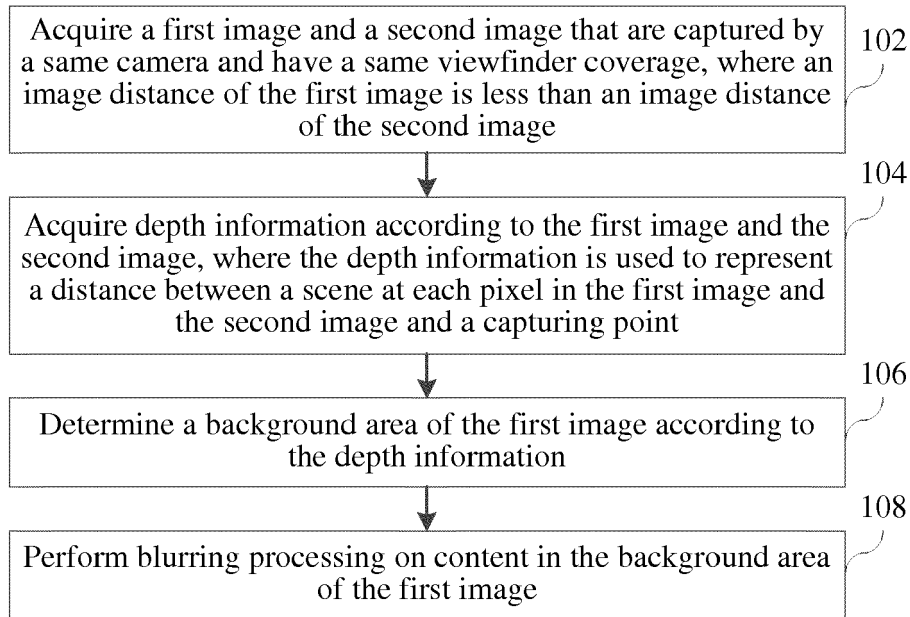 Acquire a first image and a second image that are captured by
a same camera and have a same viewfinder coverage, where an
image distance of the first image is less than an image distance
of the second image
102
Acquire depth information according to the first image and the
second image, where the depth information is used to represent
a distance between a scene at each pixel in the first image and
the second image and a capturing point
104
Determine a background area of the first image according to
the depth information
106
Perform blurring processing on content in the background area
of the first image
108